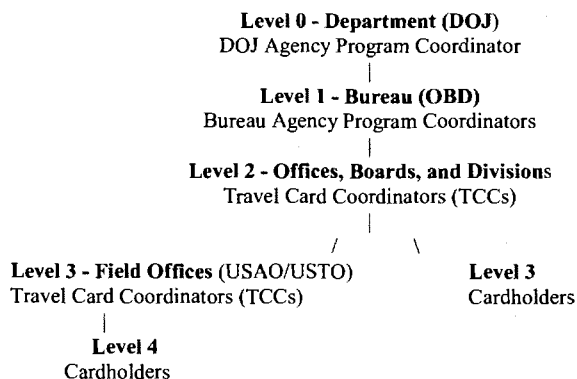 Level 0 - Department (DOJ)
DOJ Agency Program Coordinator
Level 1 - Bureau (OBD)
Bureau Agency Program Coordinators
Level 2 - Offices, Boards, and Divisions
Travel Card Coordinators (TCCs)
Level 3 - Field Offices (USAO/USTO)
Travel Card Coordinators (TCCs)
Level 3
Cardholders
Level 4
Cardholders